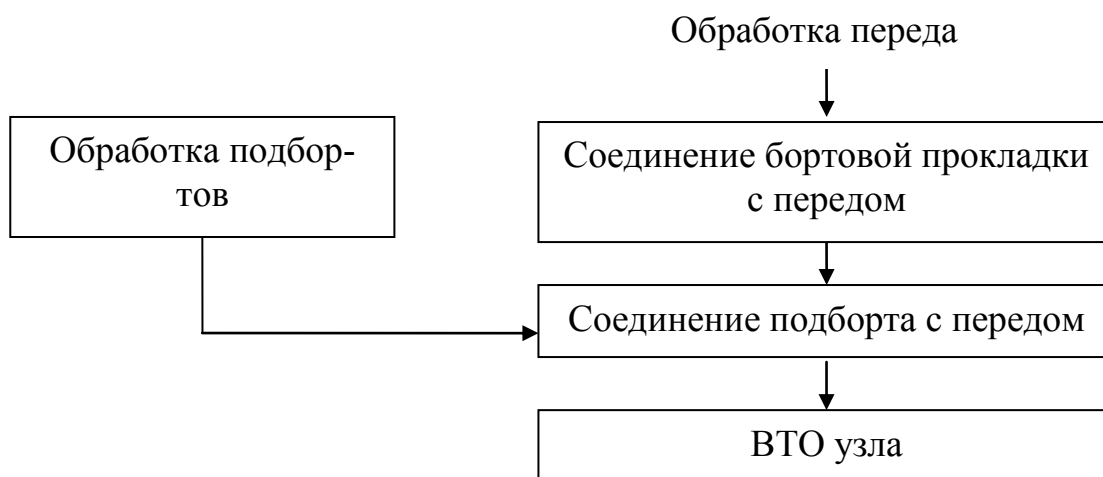 Обработка переда
Обработка подбор-
тов
Соединение бортовой прокладки
с передом
Соединение подборта с передом
ВТО узла